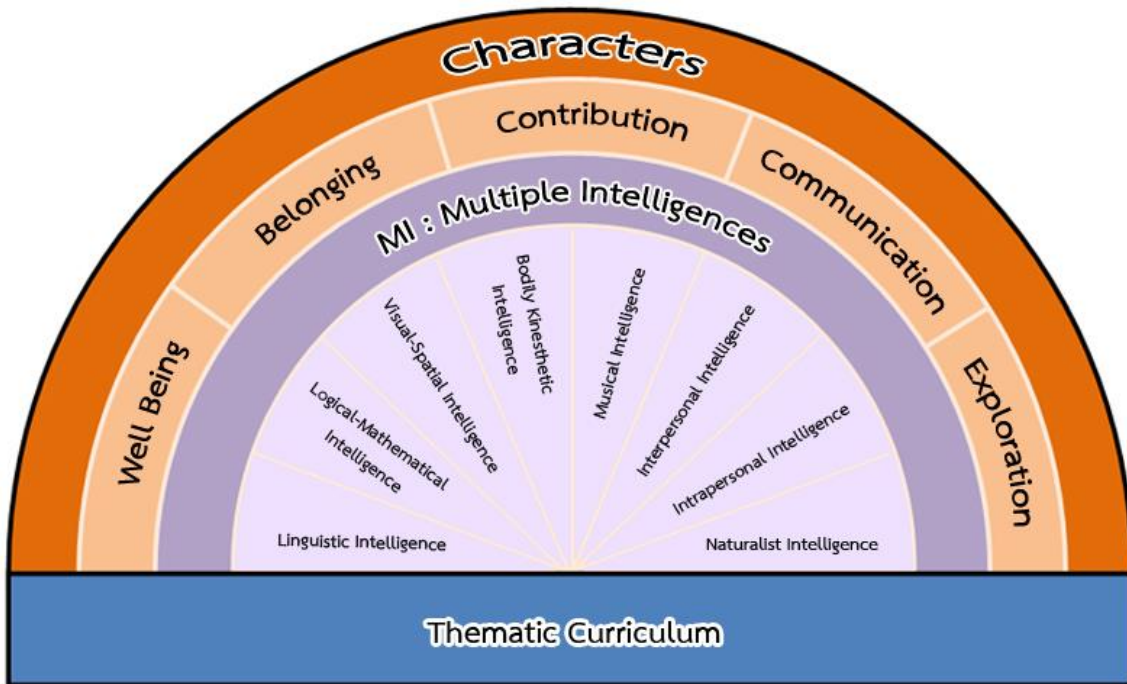 Characters
Well Being
Belonging
Contribution
Communication
Exploration
MI : Multiple Intelligences
Linguistic Intelligence
Logical-Mathematical
Intelligence
Visual-Spatial Intelligence
Bodily Kinesthetic
Intelligence
Musical Intelligence
Interpersonal Intelligence
Intrapersonal Intelligence
Naturalist Intelligence
Thematic Curriculum